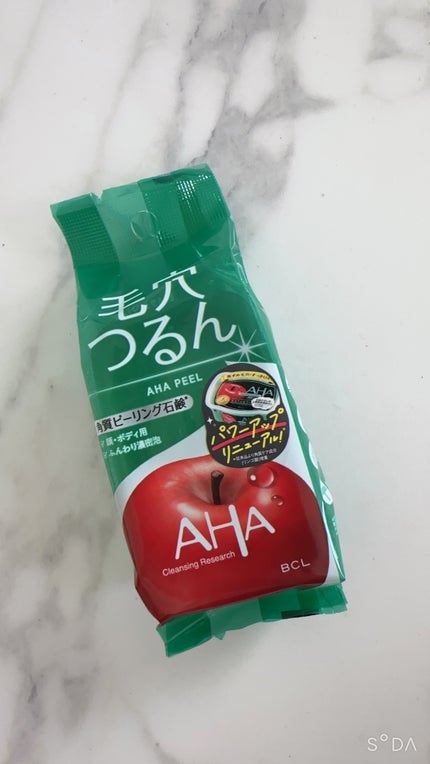 毛穴
つるん
AHA PEEL
角質ピーリング石鹸
顔・ボディ用
ふんわり濃密泡
AHA
パワーアップ
リニューアル!
AHA
Cleansing Research
BCL
SODA